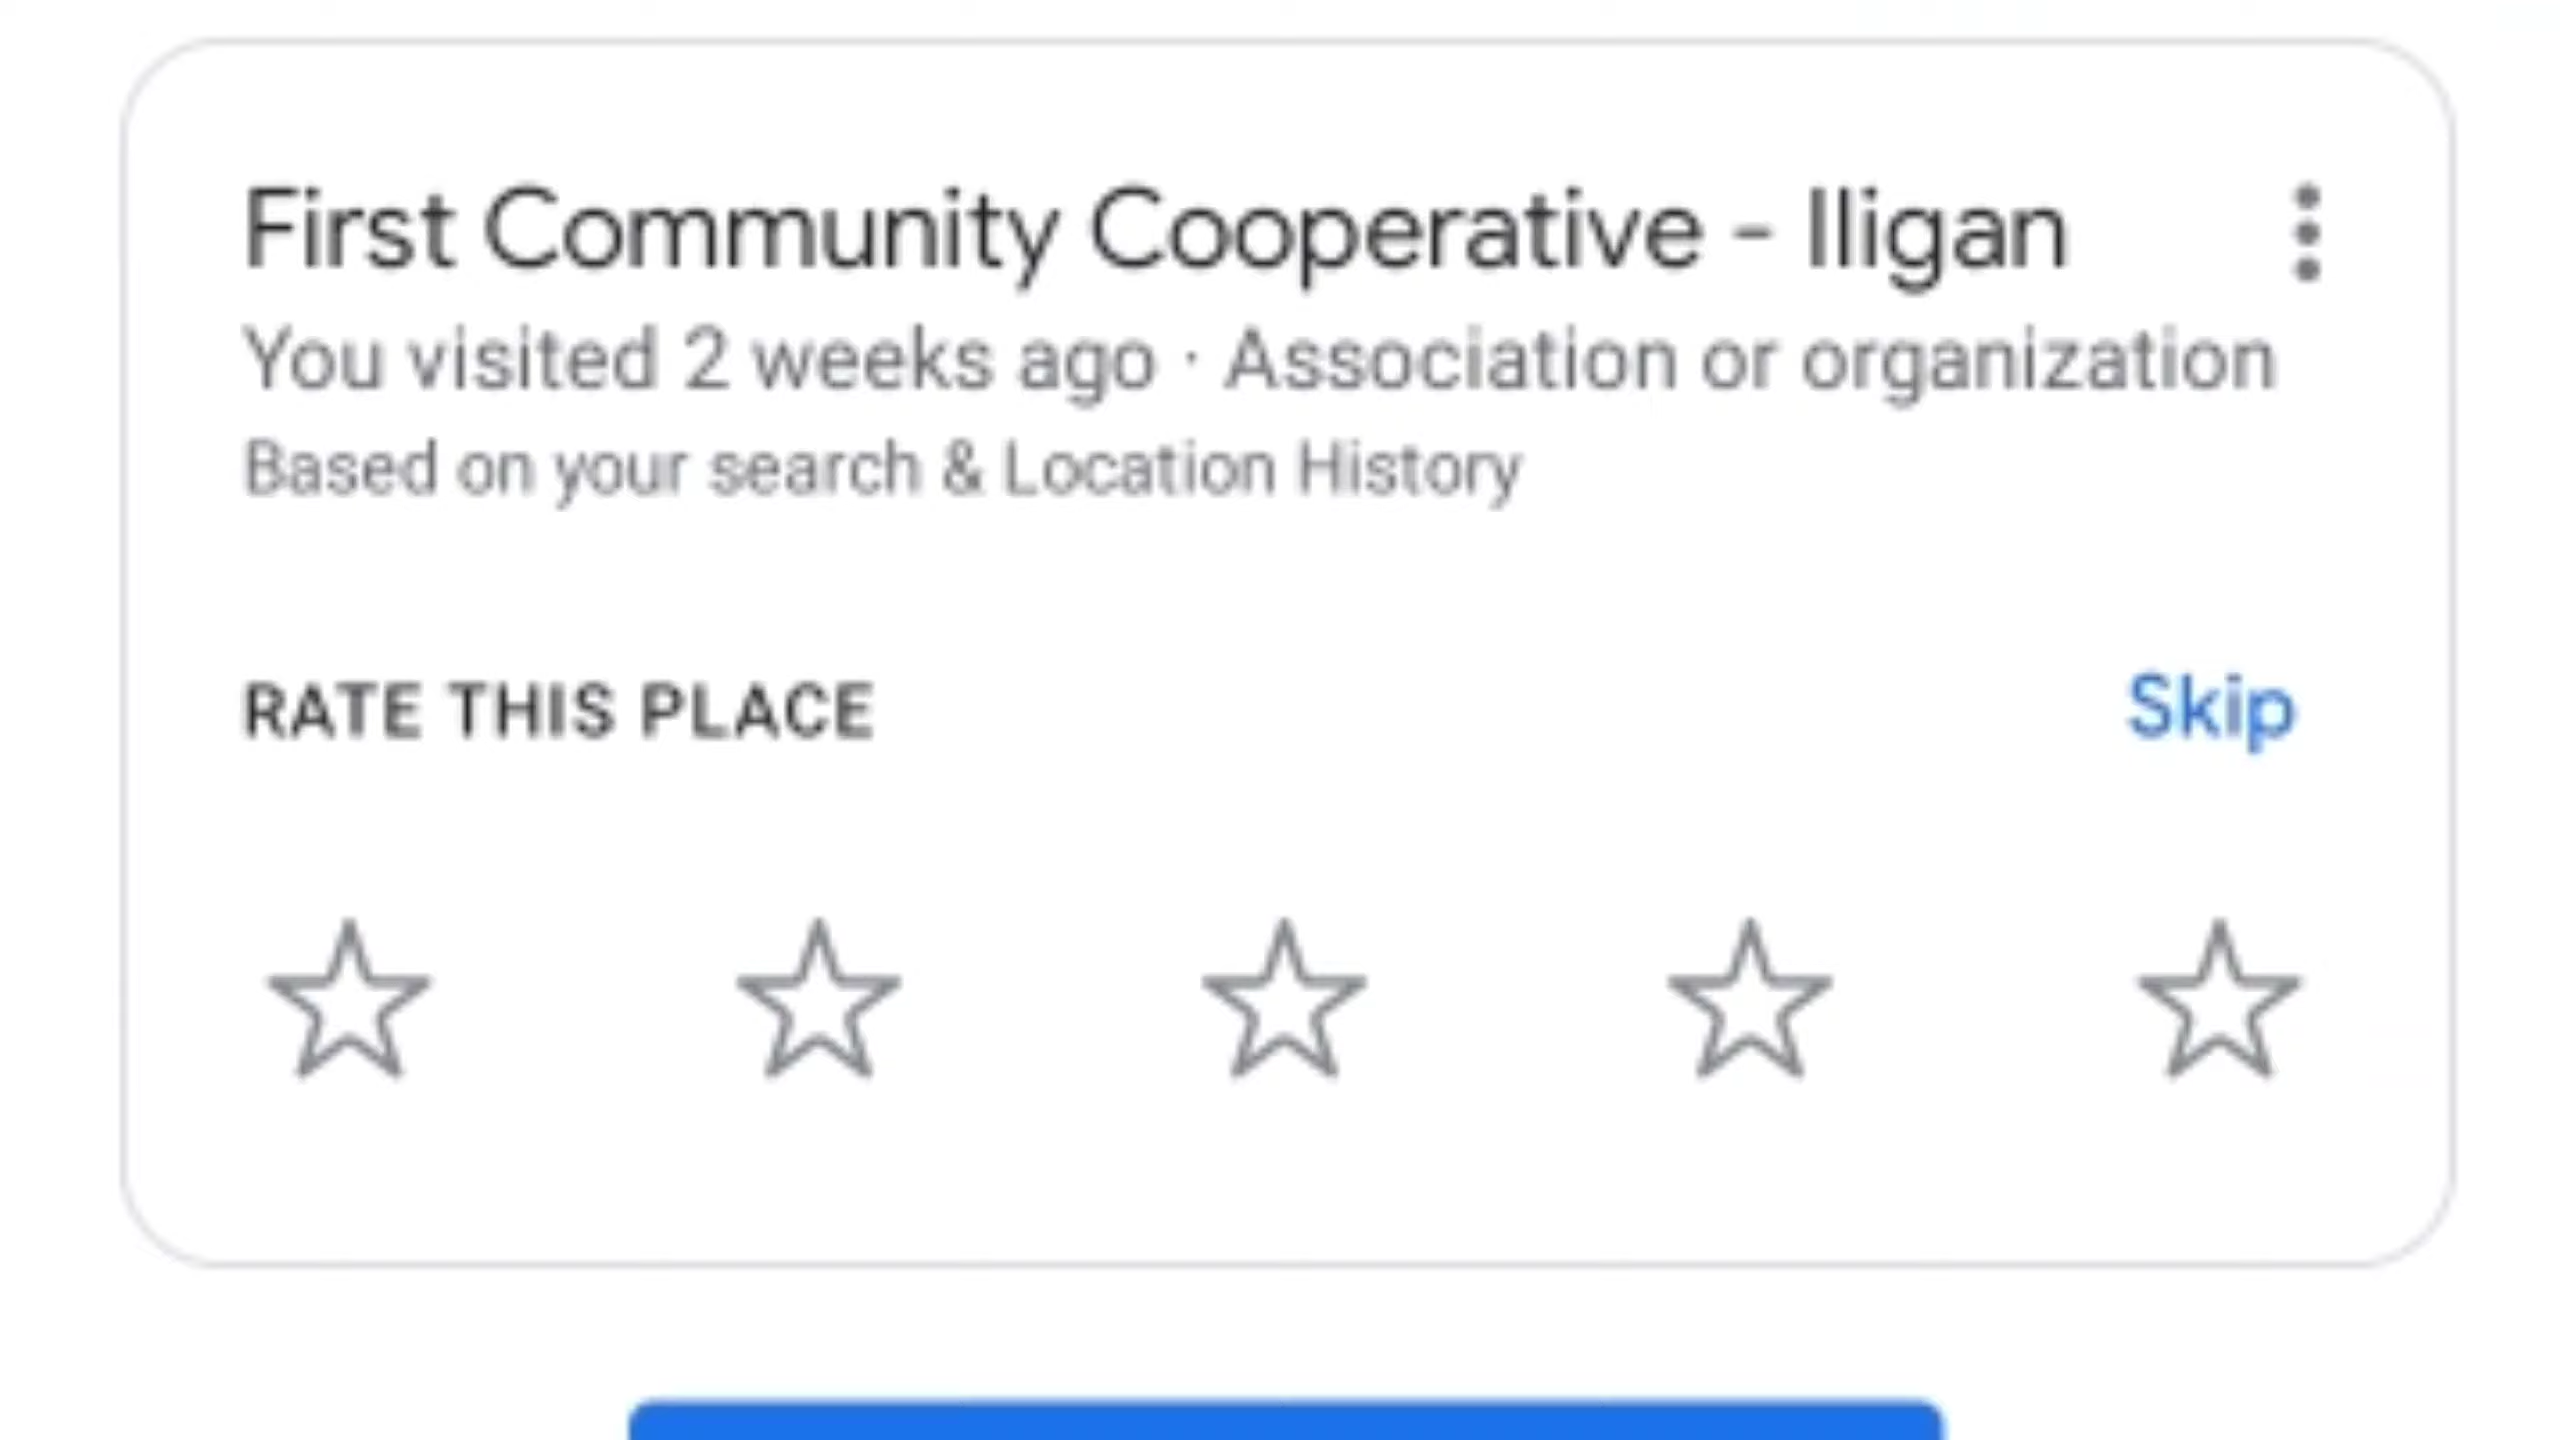 First Community Cooperative - Iligan
You visited 2 weeks ago · Association or organization
Based on your search & Location History
RATE THIS PLACE
Skip